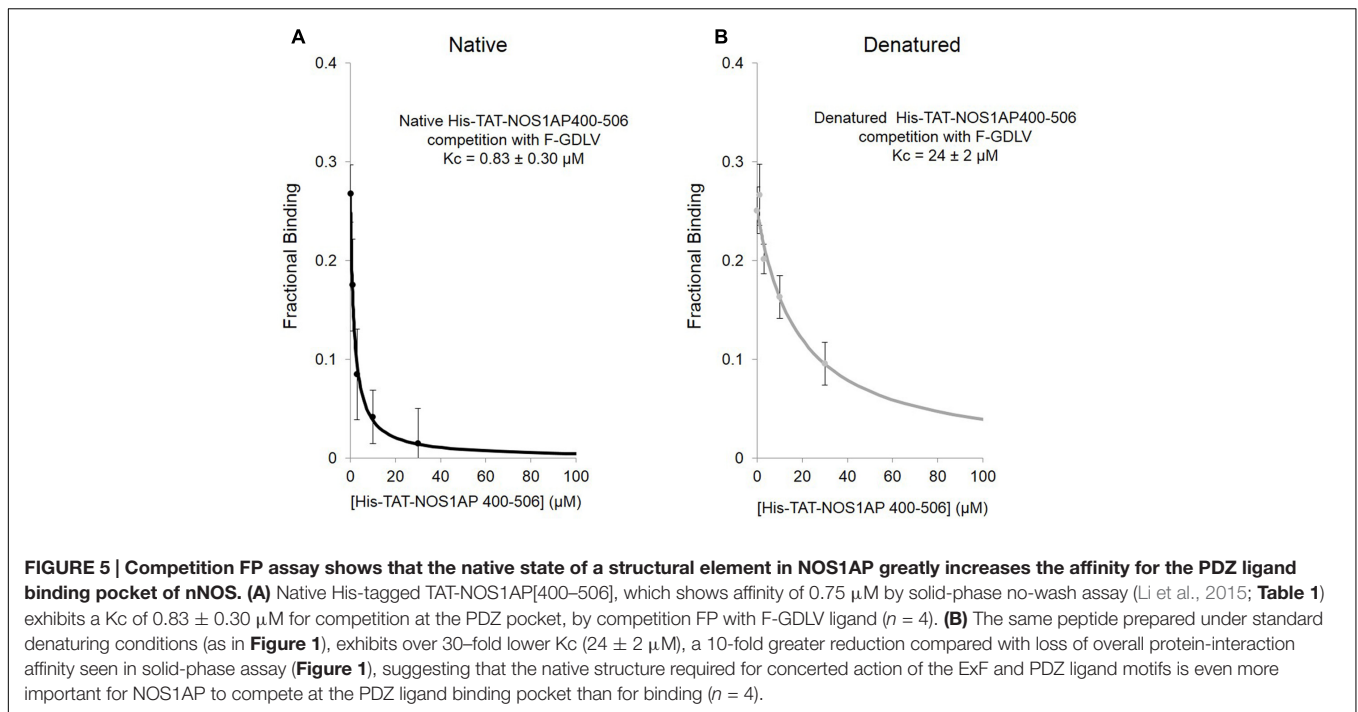 A
Native
0.4
0.3
0.2
0.1
0
Fractional Binding
Native His-TAT-NOS1AP400-506
competition with F-GDLV
Kc = 0.83 ± 0.30 µM
0 20 40 60 80 100
[His-TAT-NOS1AP 400-506] (µM)
B
Denatured
0.4
0.3
0.2
0.1
0
Fractional Binding
Denatured His-TAT-NOS1AP400-506
competition with F-GDLV
Kc = 24 ± 2 µM
0 20 40 60 80 100
[His-TAT-NOS1AP 400-506] (µM)
FIGURE 5 | Competition FP assay shows that the native state of a structural element in NOS1AP greatly increases the affinity for the PDZ ligand
binding pocket of nNOS. (A) Native His-tagged TAT-NOS1AP[400–506], which shows affinity of 0.75 µM by solid-phase no-wash assay (Li et al., 2015; Table 1)
exhibits a Kc of 0.83 ± 0.30 µM for competition at the PDZ pocket, by competition FP with F-GDLV ligand (n = 4). (B) The same peptide prepared under standard
denaturing conditions (as in Figure 1), exhibits over 30–fold lower Kc (24 ± 2 µM), a 10-fold greater reduction compared with loss of overall protein-interaction
affinity seen in solid-phase assay (Figure 1), suggesting that the native structure required for concerted action of the ExF and PDZ ligand motifs is even more
important for NOS1AP to compete at the PDZ ligand binding pocket than for binding (n = 4).